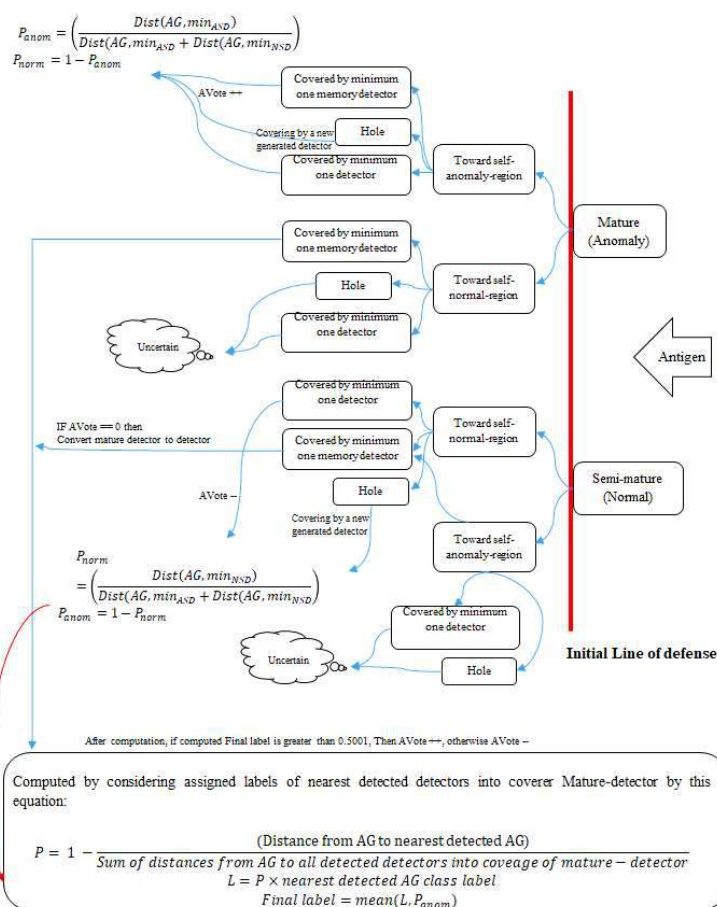 P_anom = ( Dist(AG, min_ASD) / Dist(AG, min_ASD + Dist(AG, min_NSD) )
P_norm = 1 − P_anom
AVote ++
Covered by minimum
one memory detector
Covering by a new
generated detector
Hole
Covered by minimum
one detector
Toward self-
anomaly-region
Mature
(Anomaly)
Covered by minimum
one memory detector
Hole
Toward self-
normal-region
Covered by minimum
one detector
Uncertain
Antigen
Covered by minimum
one detector
IF AVote == 0 then
Convert mature detector to detector
Covered by minimum
one memory detector
Toward self-
normal-region
Semi-mature
(Normal)
AVote –
Hole
Covering by a new
generated detector
Toward self-
anomaly-region
P_norm
= ( Dist(AG, min_NSD) / Dist(AG, min_ASD + Dist(AG, min_NSD) )
P_anom = 1 − P_norm
Covered by minimum
one detector
Initial Line of defense
Uncertain
Hole
After computation, if computed Final label is greater than 0.5001, Then AVote ++, otherwise AVote –
Computed by considering assigned labels of nearest detected detectors into coverer Mature-detector by this
equation:
P = 1 − (Distance from AG to nearest detected AG) / Sum of distances from AG to all detected detectors into coveage of mature − detector
L = P × nearest detected AG class label
Final label = mean(L, P_anom)